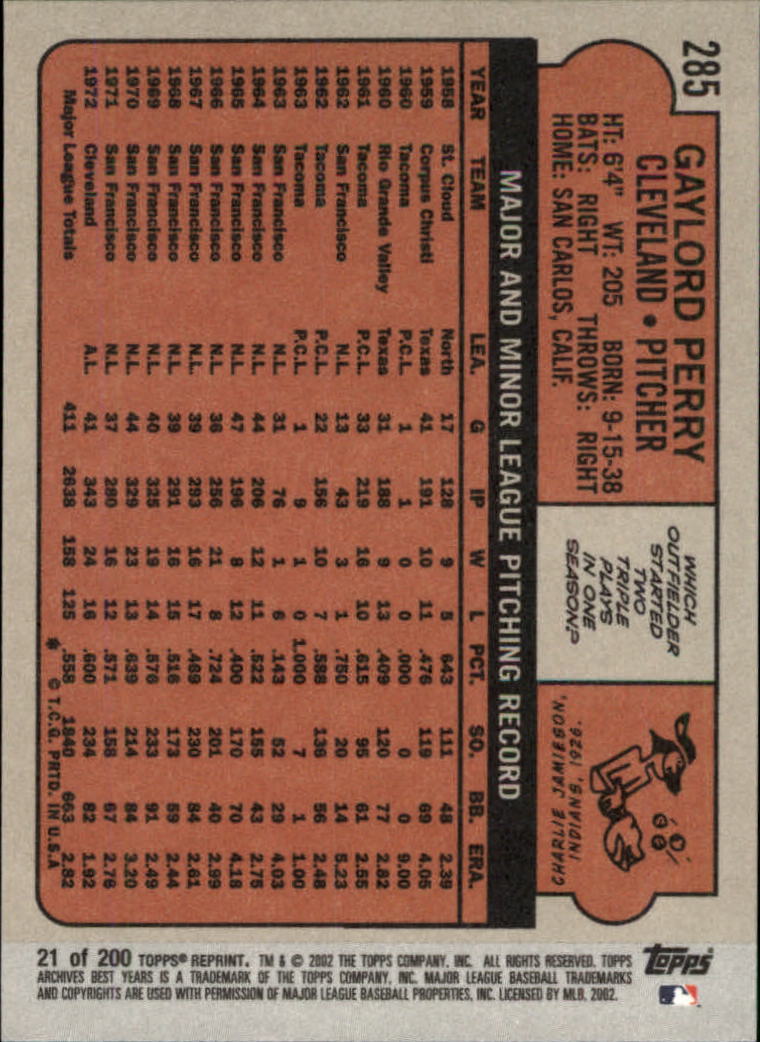 285
GAYLORD PERRY
CLEVELAND • PITCHER
HT: 6'4" WT: 205 BORN: 9-15-38
BATS: RIGHT THROWS: RIGHT
HOME: SAN CARLOS, CALIF.
WHICH
OUTFIELDER
STARTED
TWO
TRIPLE
PLAYS
IN ONE
SEASON?
CHARLIE JAMIESON,
INDIANS, 1926.
MAJOR AND MINOR LEAGUE PITCHING RECORD
YEAR TEAM LEA. G IP W L PCT. SO. BB. ERA.
1958 St. Cloud North 17 128 9 5 643 111 48 2.39
1959 Corpus Christi Texas 41 191 10 11 .476 119 69 4.05
1960 Tacoma P.C.L. 1 1 0 0 .000 0 0 9.00
1960 Rio Grande Valley Texas 31 188 9 13 .409 120 77 2.82
1961 Tacoma P.C.L. 33 219 16 10 .615 95 61 2.55
1962 San Francisco N.L. 13 43 3 1 .750 20 14 5.23
1962 Tacoma P.C.L. 22 156 10 7 .588 136 56 2.48
1963 Tacoma P.C.L. 1 9 1 0 1.000 7 1 1.00
1963 San Francisco N.L. 31 76 1 6 .143 52 29 4.03
1964 San Francisco N.L. 44 206 12 11 .522 155 43 2.75
1965 San Francisco N.L. 47 196 8 12 .400 170 70 4.18
1966 San Francisco N.L. 36 256 21 8 .724 201 40 2.99
1967 San Francisco N.L. 39 293 16 17 .489 230 84 2.61
1968 San Francisco N.L. 39 291 16 15 .516 173 59 2.44
1969 San Francisco N.L. 40 325 19 14 .576 233 91 2.49
1970 San Francisco N.L. 44 329 23 13 .639 214 84 3.20
1971 San Francisco N.L. 37 280 16 12 .571 158 67 2.76
1972 Cleveland A.L. 41 343 24 16 .600 234 82 1.92
Major League Totals 411 2638 158 125 .558 1840 663 2.82
* © T.C.G. PRTD. IN U.S.A
topps
21 of 200 TOPPS® REPRINT. TM & © 2002 THE TOPPS COMPANY, INC. ALL RIGHTS RESERVED. TOPPS
ARCHIVES BEST YEARS IS A TRADEMARK OF THE TOPPS COMPANY, INC. MAJOR LEAGUE BASEBALL TRADEMARKS
AND COPYRIGHTS ARE USED WITH PERMISSION OF MAJOR LEAGUE BASEBALL PROPERTIES, INC. LICENSED BY MLB, 2002.